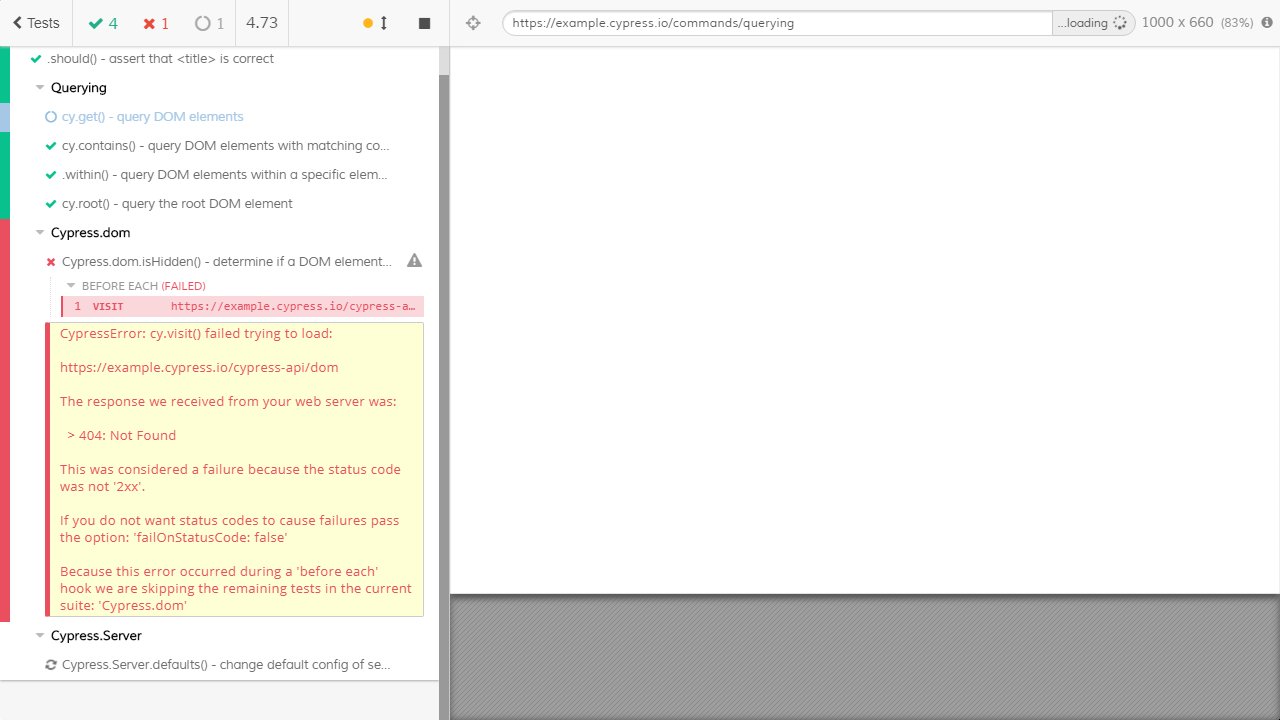 Tests 4 1 1 4.73
https://example.cypress.io/commands/querying ...loading 1000 x 660 (83%)
.should() - assert that <title> is correct
Querying
cy.get() - query DOM elements
cy.contains() - query DOM elements with matching co...
.within() - query DOM elements within a specific elem...
cy.root() - query the root DOM element
Cypress.dom
Cypress.dom.isHidden() - determine if a DOM element...
BEFORE EACH (FAILED)
1 VISIT https://example.cypress.io/cypress-a...
CypressError: cy.visit() failed trying to load:
https://example.cypress.io/cypress-api/dom
The response we received from your web server was:
> 404: Not Found
This was considered a failure because the status code
was not '2xx'.
If you do not want status codes to cause failures pass
the option: 'failOnStatusCode: false'
Because this error occurred during a 'before each'
hook we are skipping the remaining tests in the current
suite: 'Cypress.dom'
Cypress.Server
Cypress.Server.defaults() - change default config of se...